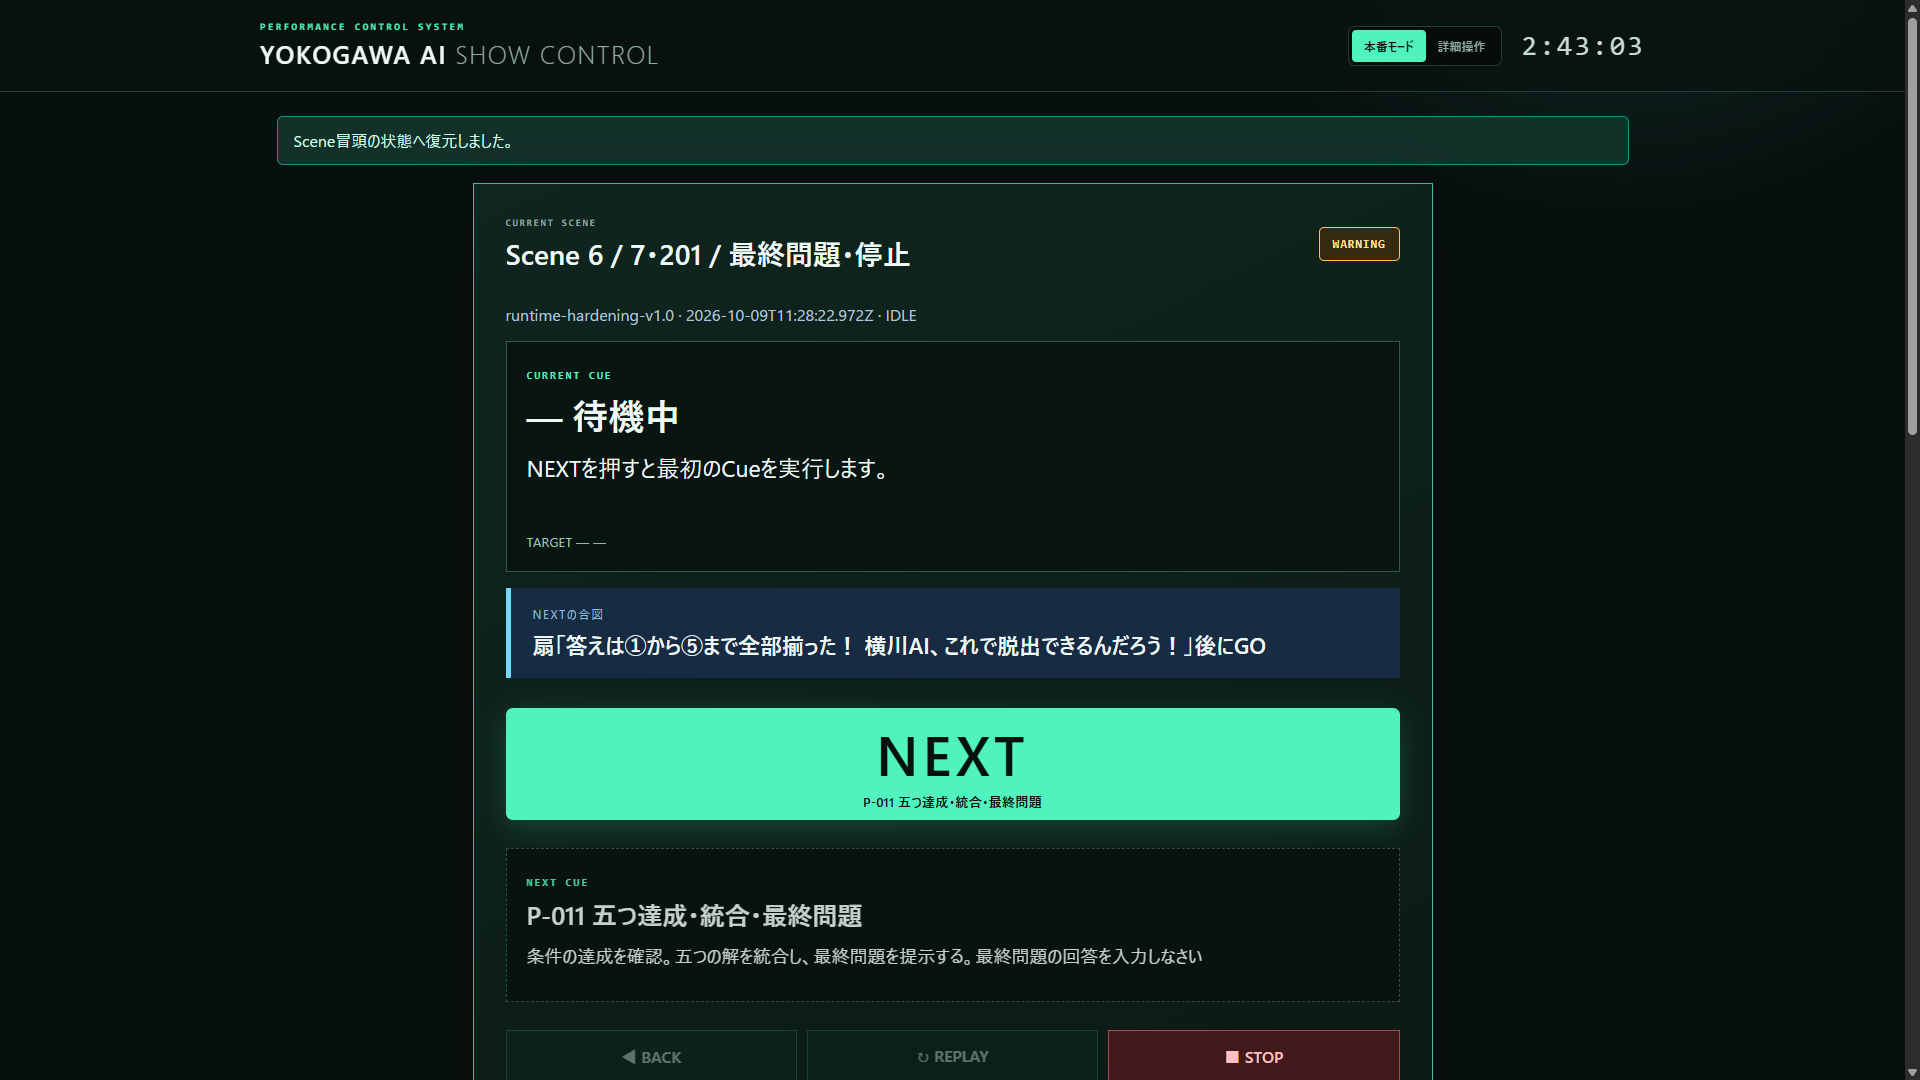 PERFORMANCE CONTROL SYSTEM
YOKOGAWA AI SHOW CONTROL
本番モード 詳細操作 2:43:03
Scene冒頭の状態へ復元しました。
CURRENT SCENE
Scene 6 / 7・201 / 最終問題・停止
WARNING
runtime-hardening-v1.0 · 2026-10-09T11:28:22.972Z · IDLE
CURRENT CUE
— 待機中
NEXTを押すと最初のCueを実行します。
TARGET — —
NEXTの合図
扇「答えは①から⑤まで全部揃った！ 横川AI、これで脱出できるんだろう！」後にGO
NEXT
P-011 五つ達成・統合・最終問題
NEXT CUE
P-011 五つ達成・統合・最終問題
条件の達成を確認。五つの解を統合し、最終問題を提示する。最終問題の回答を入力しなさい
◀ BACK ↻ REPLAY ■ STOP